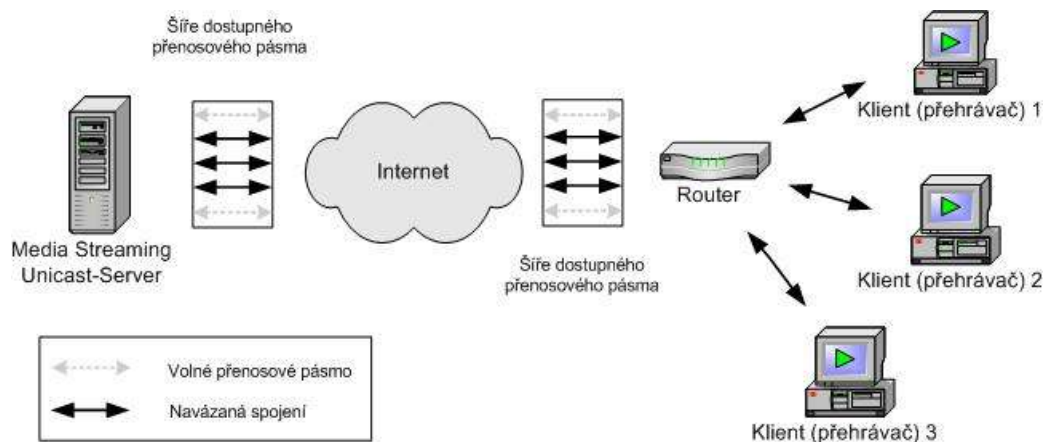 Šíře dostupného
přenosového pásma
Klient (přehrávač) 1
Internet
Router
Media Streaming
Unicast-Server
Šíře dostupného
přenosového pásma
Klient (přehrávač) 2
Volné přenosové pásmo
Navázaná spojení
Klient (přehrávač) 3